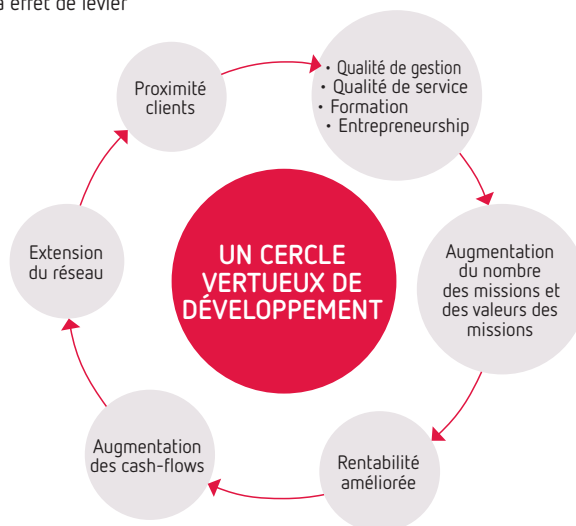 à effet de levier
Proximité
clients
• Qualité de gestion
• Qualité de service
• Formation
• Entrepreneurship
Augmentation
du nombre
des missions et
des valeurs des
missions
Rentabilité
améliorée
Augmentation
des cash-flows
Extension
du réseau
UN CERCLE
VERTUEUX DE
DÉVELOPPEMENT